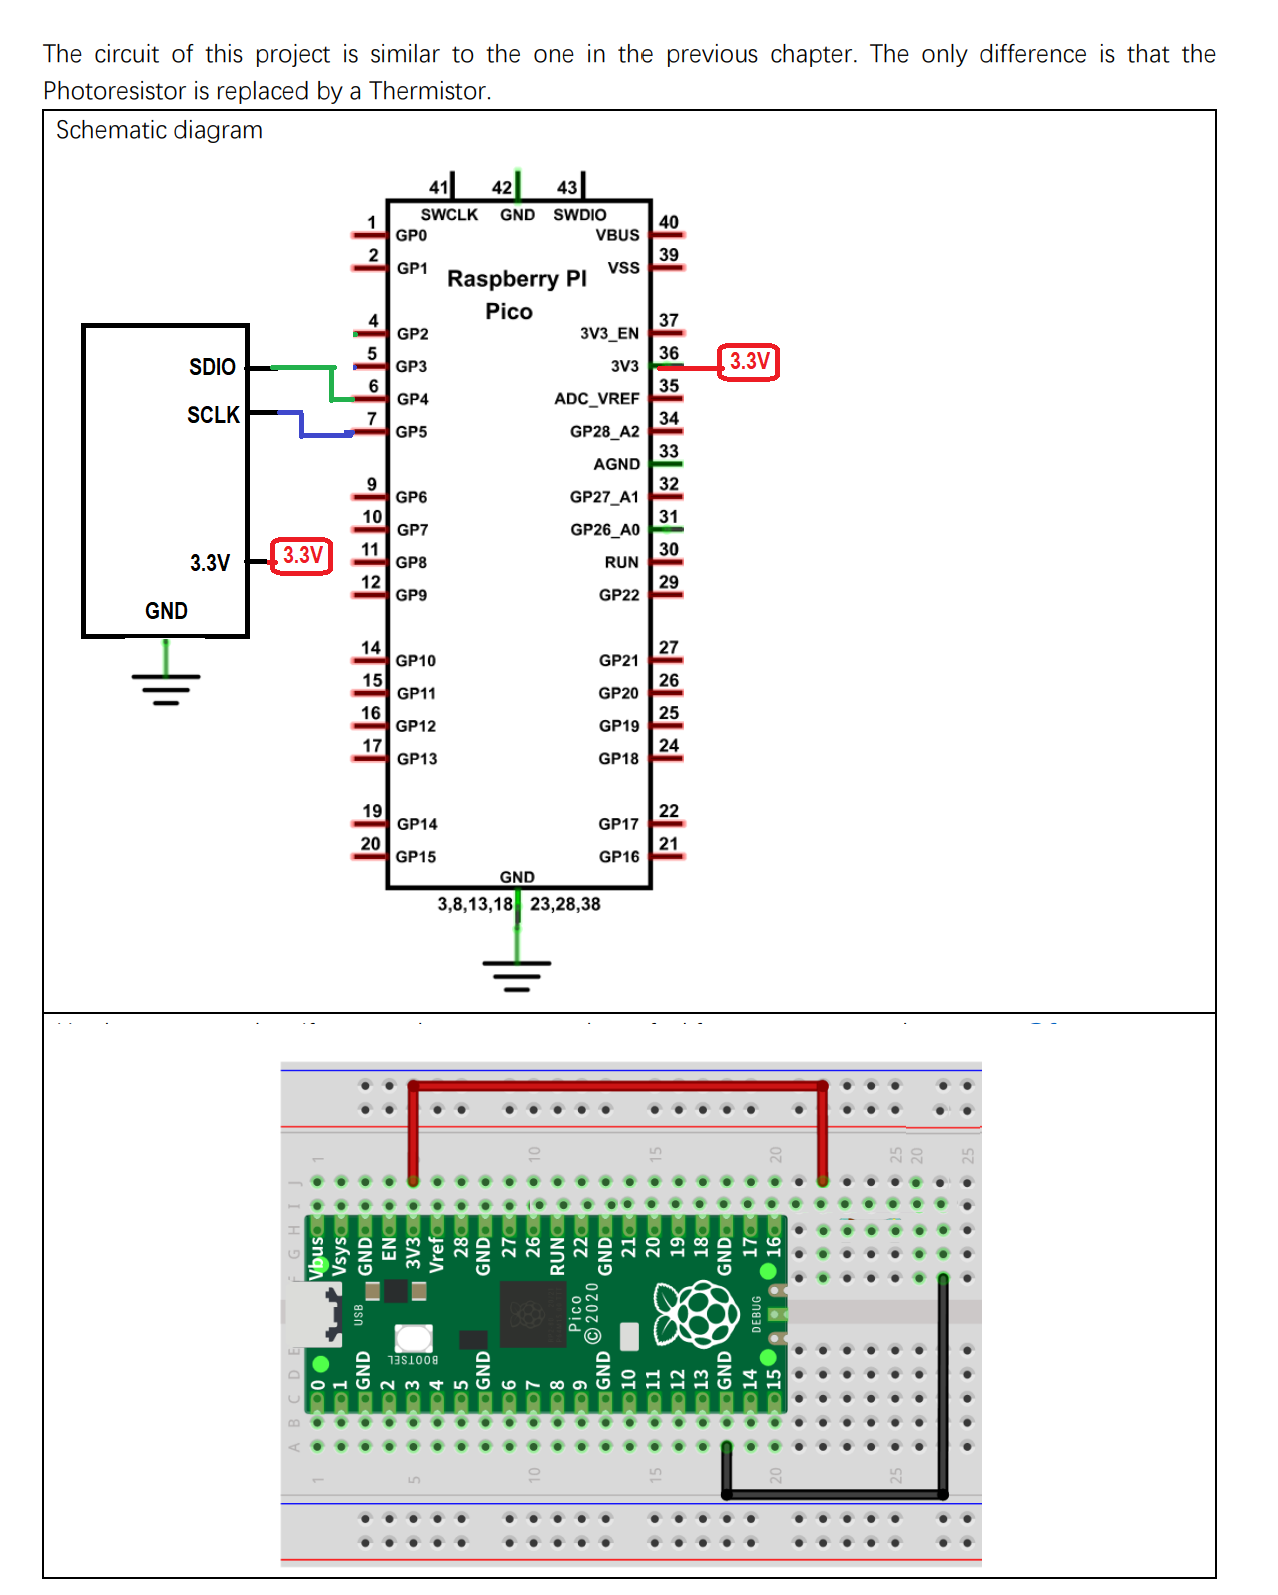 The circuit of this project is similar to the one in the previous chapter. The only difference is that the
Photoresistor is replaced by a Thermistor.
Schematic diagram
41 42 43
SWCLK GND SWDIO
1 GP0 VBUS 40
2 GP1 VSS 39
Raspberry PI
Pico
4 GP2 3V3_EN 37
5 GP3 3V3 36 3.3V
6 GP4 ADC_VREF 35
7 GP5 GP28_A2 34
AGND 33
9 GP6 GP27_A1 32
10 GP7 GP26_A0 31
11 GP8 RUN 30
12 GP9 GP22 29
14 GP10 GP21 27
15 GP11 GP20 26
16 GP12 GP19 25
17 GP13 GP18 24
19 GP14 GP17 22
20 GP15 GP16 21
GND
3,8,13,18 23,28,38
SDIO
SCLK
3.3V 3.3V
GND
1 10 15 20 25 20 25
J
I
H
G
F
Vbus Vsys GND EN 3V3 Vref 28 GND 27 26 RUN 22 GND 21 20 19 18 GND 17 16
USB
BOOTSEL
Pico
©2020
DEBUG
0 1 GND 2 3 4 5 GND 6 7 8 9 GND 10 11 12 13 GND 14 15
E
D
C
B
A
1 5 10 15 20 25